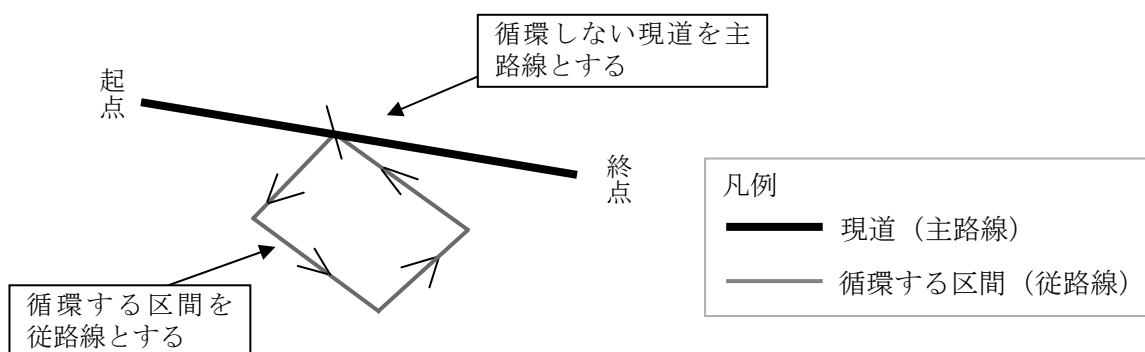 循環しない現道を主
路線とする
起点
終点
凡例
現道（主路線）
循環する区間（従路線）
循環する区間を
従路線とする